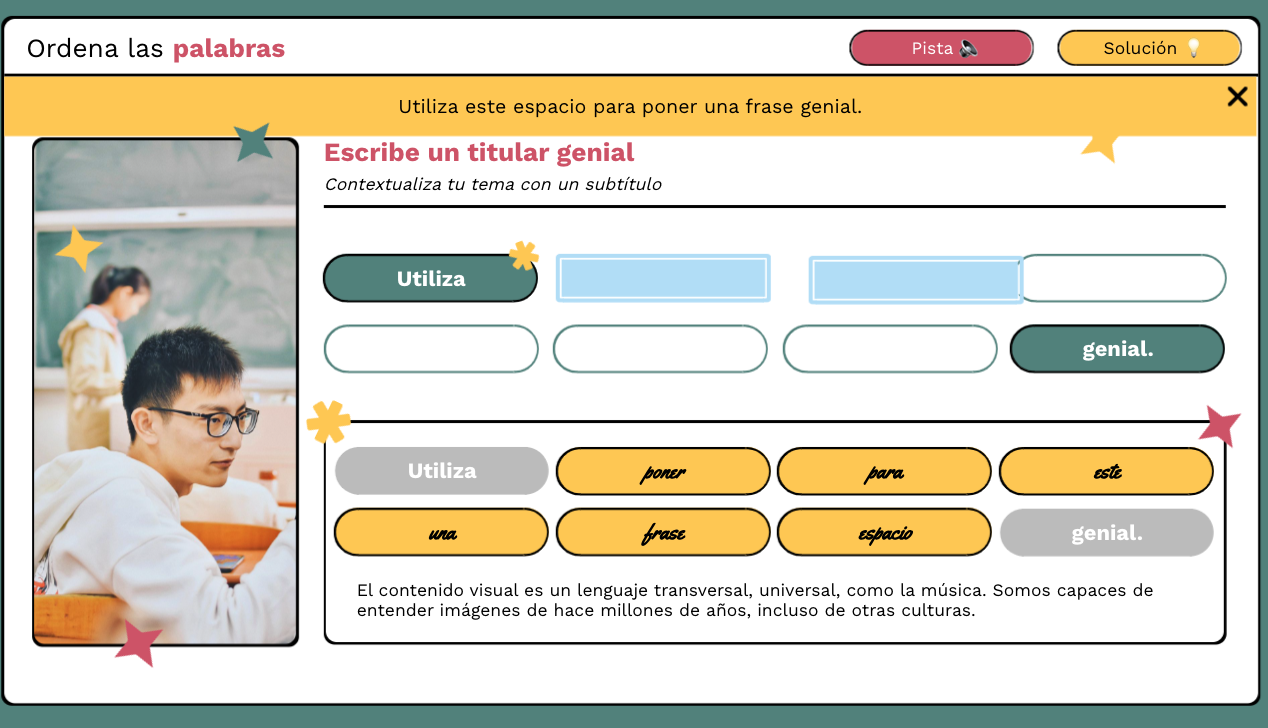 Ordena las palabras
Pista
Solución
Utiliza este espacio para poner una frase genial.
Escribe un titular genial
Contextualiza tu tema con un subtítulo
Utiliza
genial.
Utiliza
poner
para
este
una
frase
espacio
genial.
El contenido visual es un lenguaje transversal, universal, como la música. Somos capaces de
entender imágenes de hace millones de años, incluso de otras culturas.